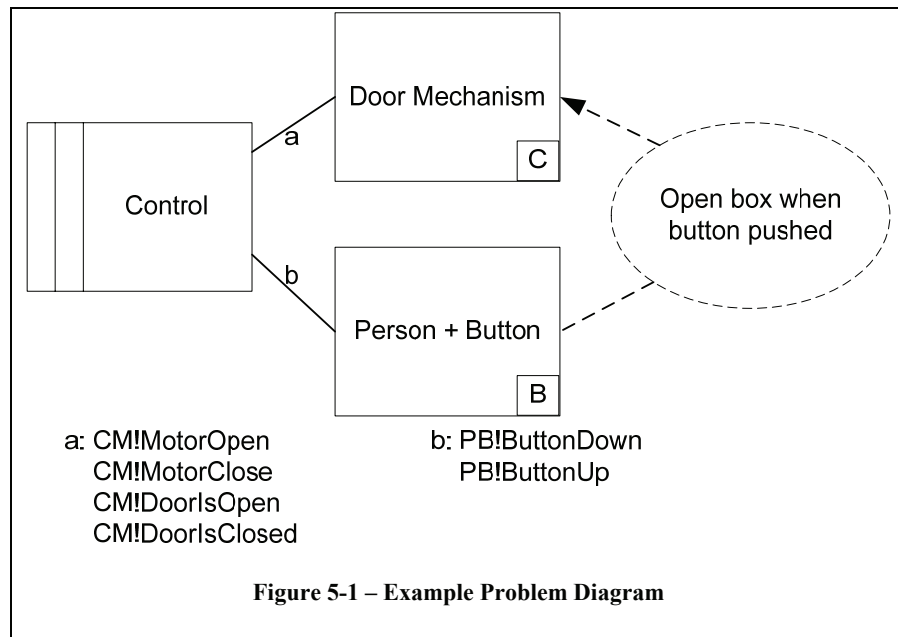 Door Mechanism
C
a
Control
Open box when
button pushed
b
Person + Button
B
a: CM!MotorOpen
CM!MotorClose
CM!DoorIsOpen
CM!DoorIsClosed
b: PB!ButtonDown
PB!ButtonUp
Figure 5-1 – Example Problem Diagram